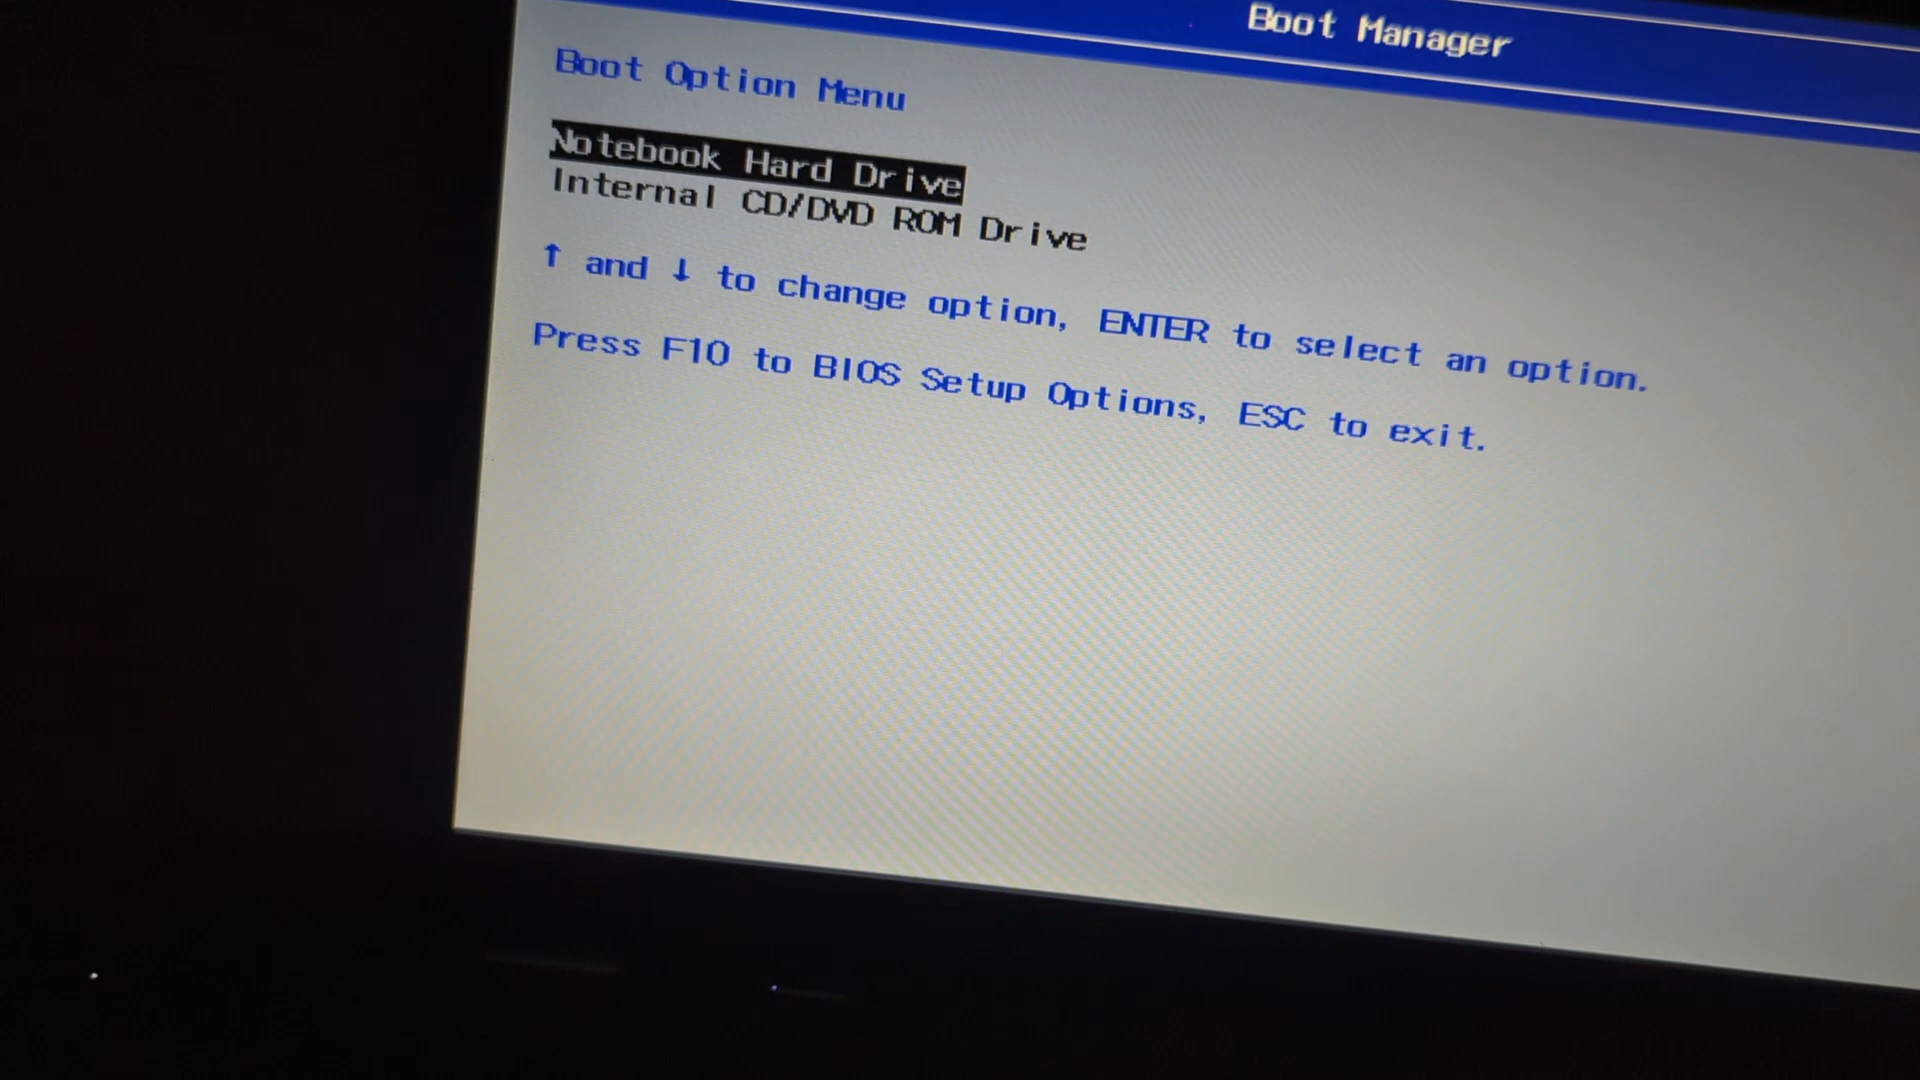 Boot Manager
Boot Option Menu
Notebook Hard Drive
Internal CD/DVD ROM Drive
↑ and ↓ to change option, ENTER to select an option.
Press F10 to BIOS Setup Options, ESC to exit.